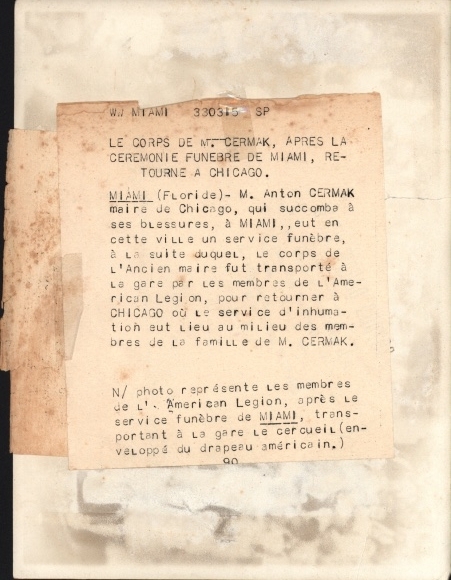 WW MIAMI 330315 SP
LE CORPS DE M. CERMAK, APRES LA
CEREMONIE FUNEBRE DE MIAMI, RE-
TOURNE A CHICAGO.
MIAMI (Floride)- M. Anton CERMAK
maire de Chicago, qui succomba à
ses blessures, à MIAMI,,eut en
cette ville un service funèbre,
à la suite duquel, le corps de
l'Ancien maire fut transporté à
la gare par les membres de l'Ame-
rican Legion, pour retourner à
CHICAGO où le service d'inhuma-
tion eut lieu au milieu des mem-
bres de la famille de M. CERMAK.
N/ photo représente les membres
de l'American Legion, après le
service funèbre de MIAMI, trans-
portant à la gare le cercueil(en-
veloppé du drapeau américain.)
90